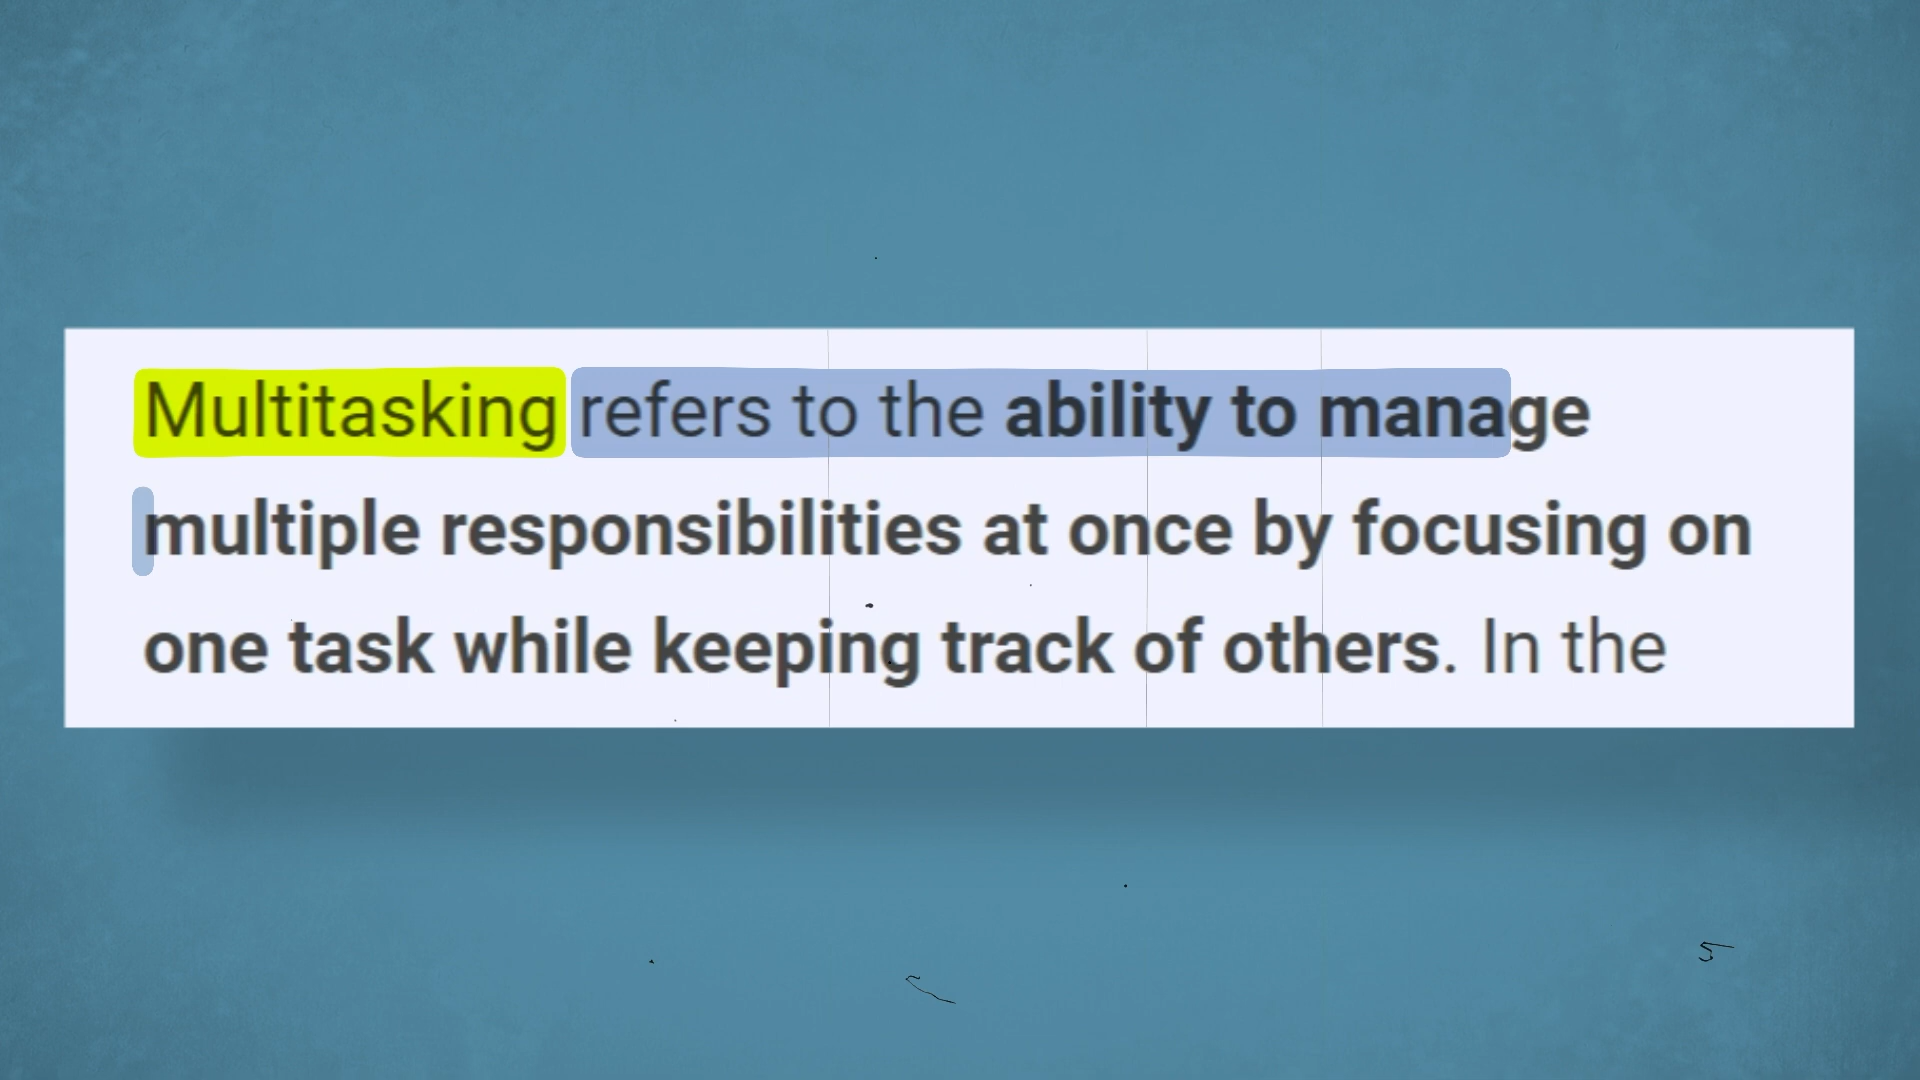 Multitasking refers to the ability to manage
multiple responsibilities at once by focusing on
one task while keeping track of others. In the